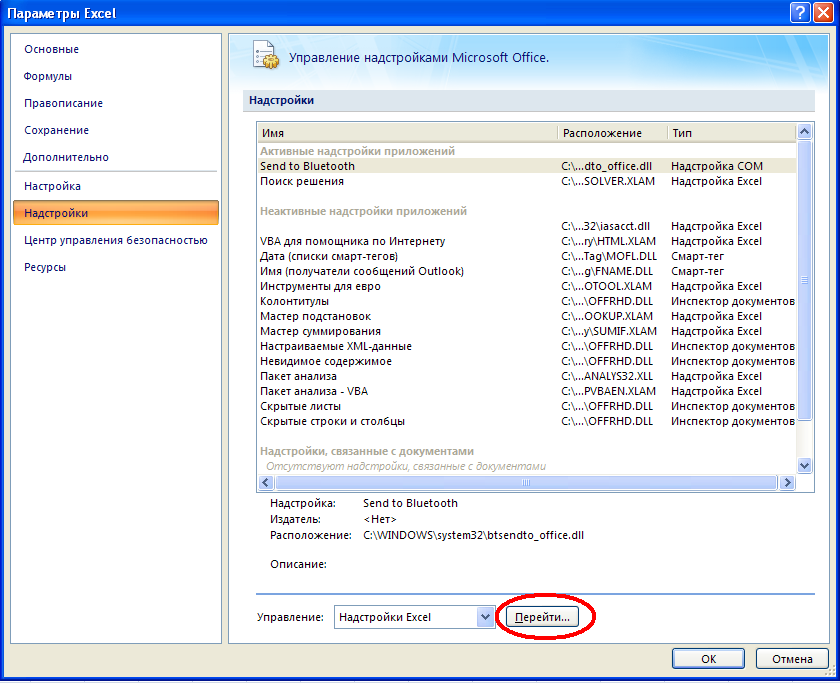 Параметры Excel
Основные
Формулы
Правописание
Сохранение
Дополнительно
Настройка
Надстройки
Центр управления безопасностью
Ресурсы
Управление надстройками Microsoft Office.
Надстройки
Имя Расположение Тип
Активные надстройки приложений
Send to Bluetooth C:\...dto_office.dll Надстройка COM
Поиск решения C:\...SOLVER.XLAM Надстройка Excel
Неактивные надстройки приложений
C:\...32\iasacct.dll Надстройка Excel
VBA для помощника по Интернету C:\...ry\HTML.XLAM Надстройка Excel
Дата (списки смарт-тегов) C:\...Tag\MOFL.DLL Смарт-тег
Имя (получатели сообщений Outlook) C:\...g\FNAME.DLL Смарт-тег
Инструменты для евро C:\...OTOOL.XLAM Надстройка Excel
Колонтитулы C:\...\OFFRHD.DLL Инспектор документов
Мастер подстановок C:\...OOKUP.XLAM Надстройка Excel
Мастер суммирования C:\...y\SUMIF.XLAM Надстройка Excel
Настраиваемые XML-данные C:\...\OFFRHD.DLL Инспектор документов
Невидимое содержимое C:\...\OFFRHD.DLL Инспектор документов
Пакет анализа C:\...ANALYS32.XLL Надстройка Excel
Пакет анализа - VBA C:\...PVBAEN.XLAM Надстройка Excel
Скрытые листы C:\...\OFFRHD.DLL Инспектор документов
Скрытые строки и столбцы C:\...\OFFRHD.DLL Инспектор документов
Надстройки, связанные с документами
Отсутствуют надстройки, связанные с документами
Надстройка: Send to Bluetooth
Издатель: <Нет>
Расположение: C:\WINDOWS\system32\btsendto_office.dll
Описание:
Управление: Надстройки Excel Перейти...
ОК Отмена